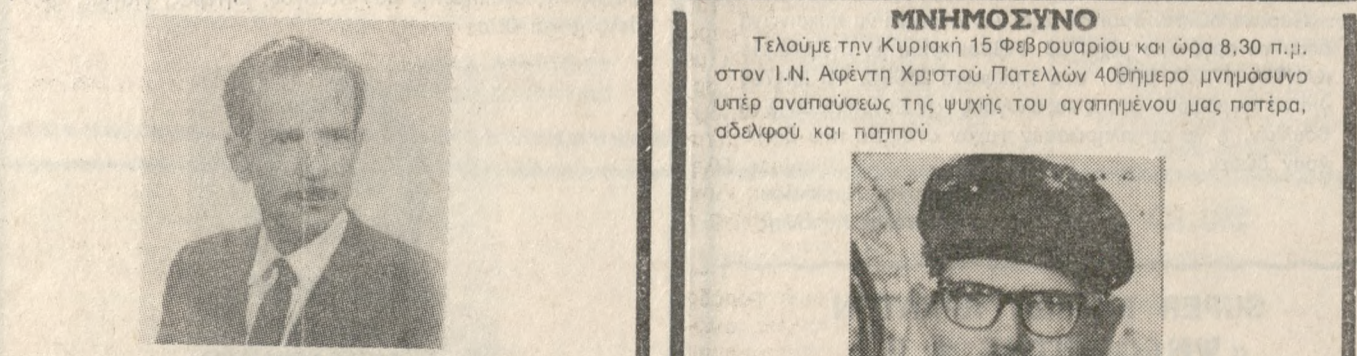 ΜΝΗΜΟΣΥΝΟ
Τελούμε την Κυριακή 15 Φεβρουαρίου και ώρα 8,30 π.μ.
στον Ι.Ν. Αφέντη Χριστού Πατελλών 40θήμερο μνημόσυνο
υπέρ αναπαύσεως της ψυχής του αγαπημένου μας πατέρα,
αδελφού και παππού